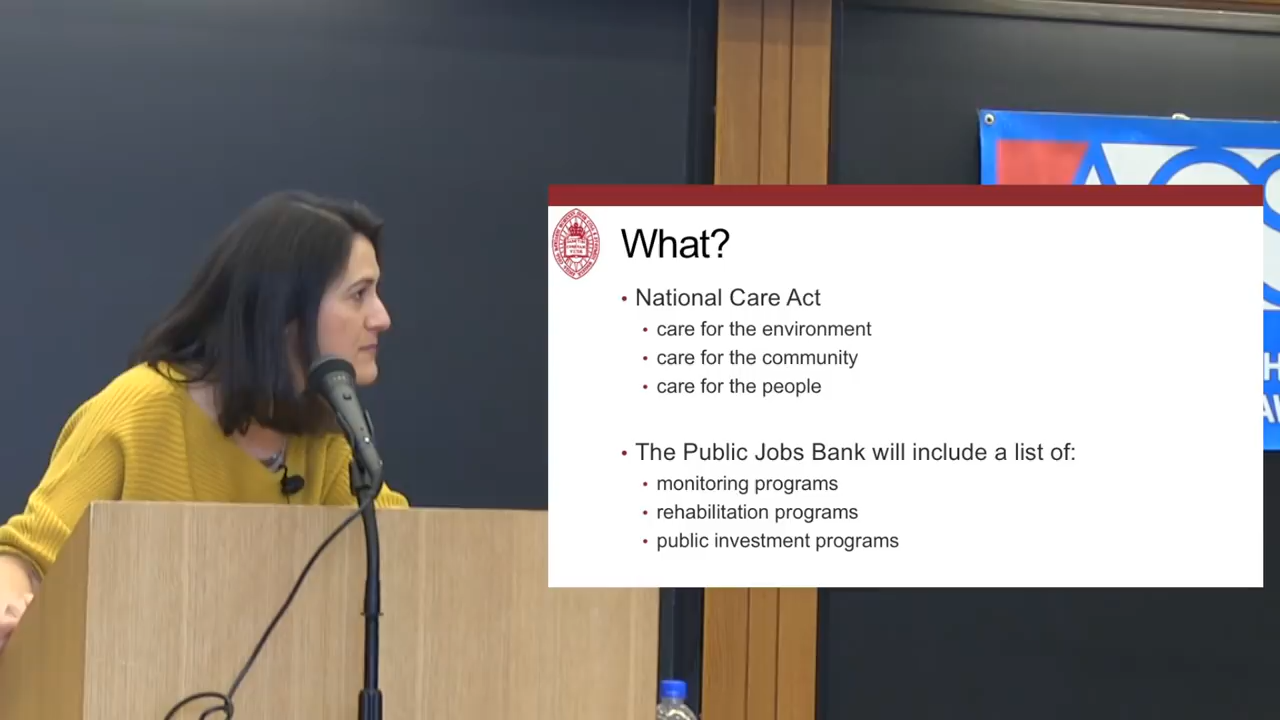 What?
• National Care Act
• care for the environment
• care for the community
• care for the people
• The Public Jobs Bank will include a list of:
• monitoring programs
• rehabilitation programs
• public investment programs